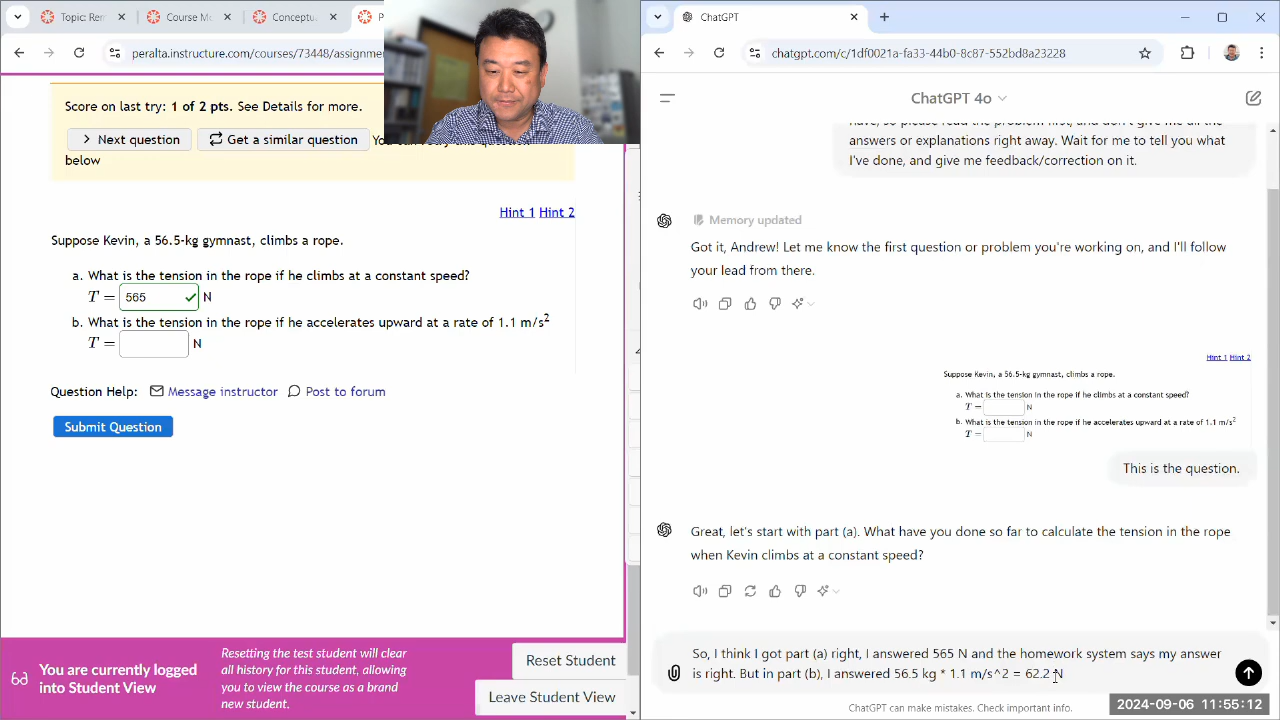 Topic: Rem
Course Mo
Conceptu
P
peralta.instructure.com/courses/73448/assignme
Score on last try: 1 of 2 pts. See Details for more.
Next question
Get a similar question
below
Hint 1 Hint 2
Suppose Kevin, a 56.5-kg gymnast, climbs a rope.
a. What is the tension in the rope if he climbs at a constant speed?
T = 565 N
b. What is the tension in the rope if he accelerates upward at a rate of 1.1 m/s²
T = N
Question Help: Message instructor Post to forum
Submit Question
You are currently logged
into Student View
Resetting the test student will clear
all history for this student, allowing
you to view the course as a brand
new student.
Reset Student
Leave Student View
ChatGPT
chatgpt.com/c/1df0021a-fa33-44b0-8c87-552bd8a23228
ChatGPT 4o
answers or explanations right away. Wait for me to tell you what
I've done, and give me feedback/correction on it.
Memory updated
Got it, Andrew! Let me know the first question or problem you're working on, and I'll follow
your lead from there.
Hint 1 Hint 2
Suppose Kevin, a 56.5-kg gymnast, climbs a rope.
a. What is the tension in the rope if he climbs at a constant speed?
T = N
b. What is the tension in the rope if he accelerates upward at a rate of 1.1 m/s²
T = N
This is the question.
Great, let's start with part (a). What have you done so far to calculate the tension in the rope
when Kevin climbs at a constant speed?
So, I think I got part (a) right, I answered 565 N and the homework system says my answer
is right. But in part (b), I answered 56.5 kg * 1.1 m/s^2 = 62.2
ChatGPT can make mistakes. Check important info.
2024-09-06 11:55:12